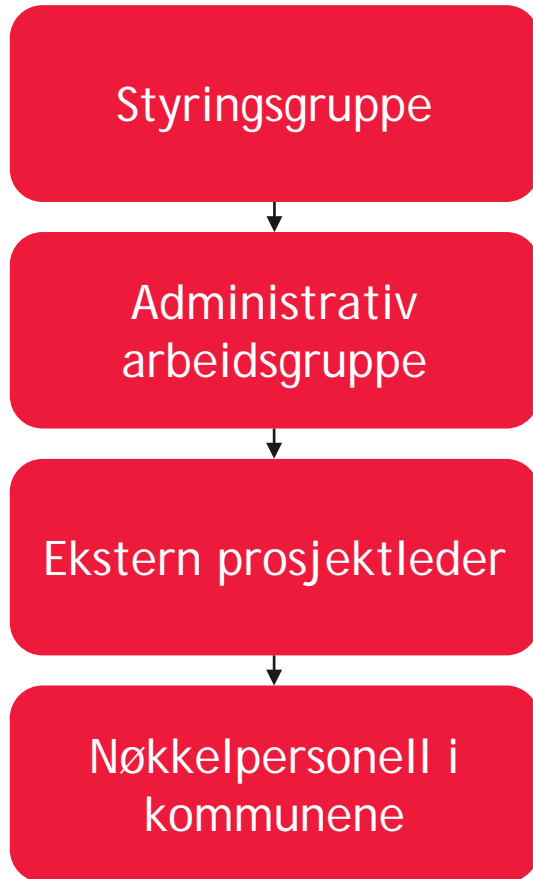 Styringsgruppe
Administrativ
arbeidsgruppe
Ekstern prosjektleder
Nøkkelpersonell i
kommunene